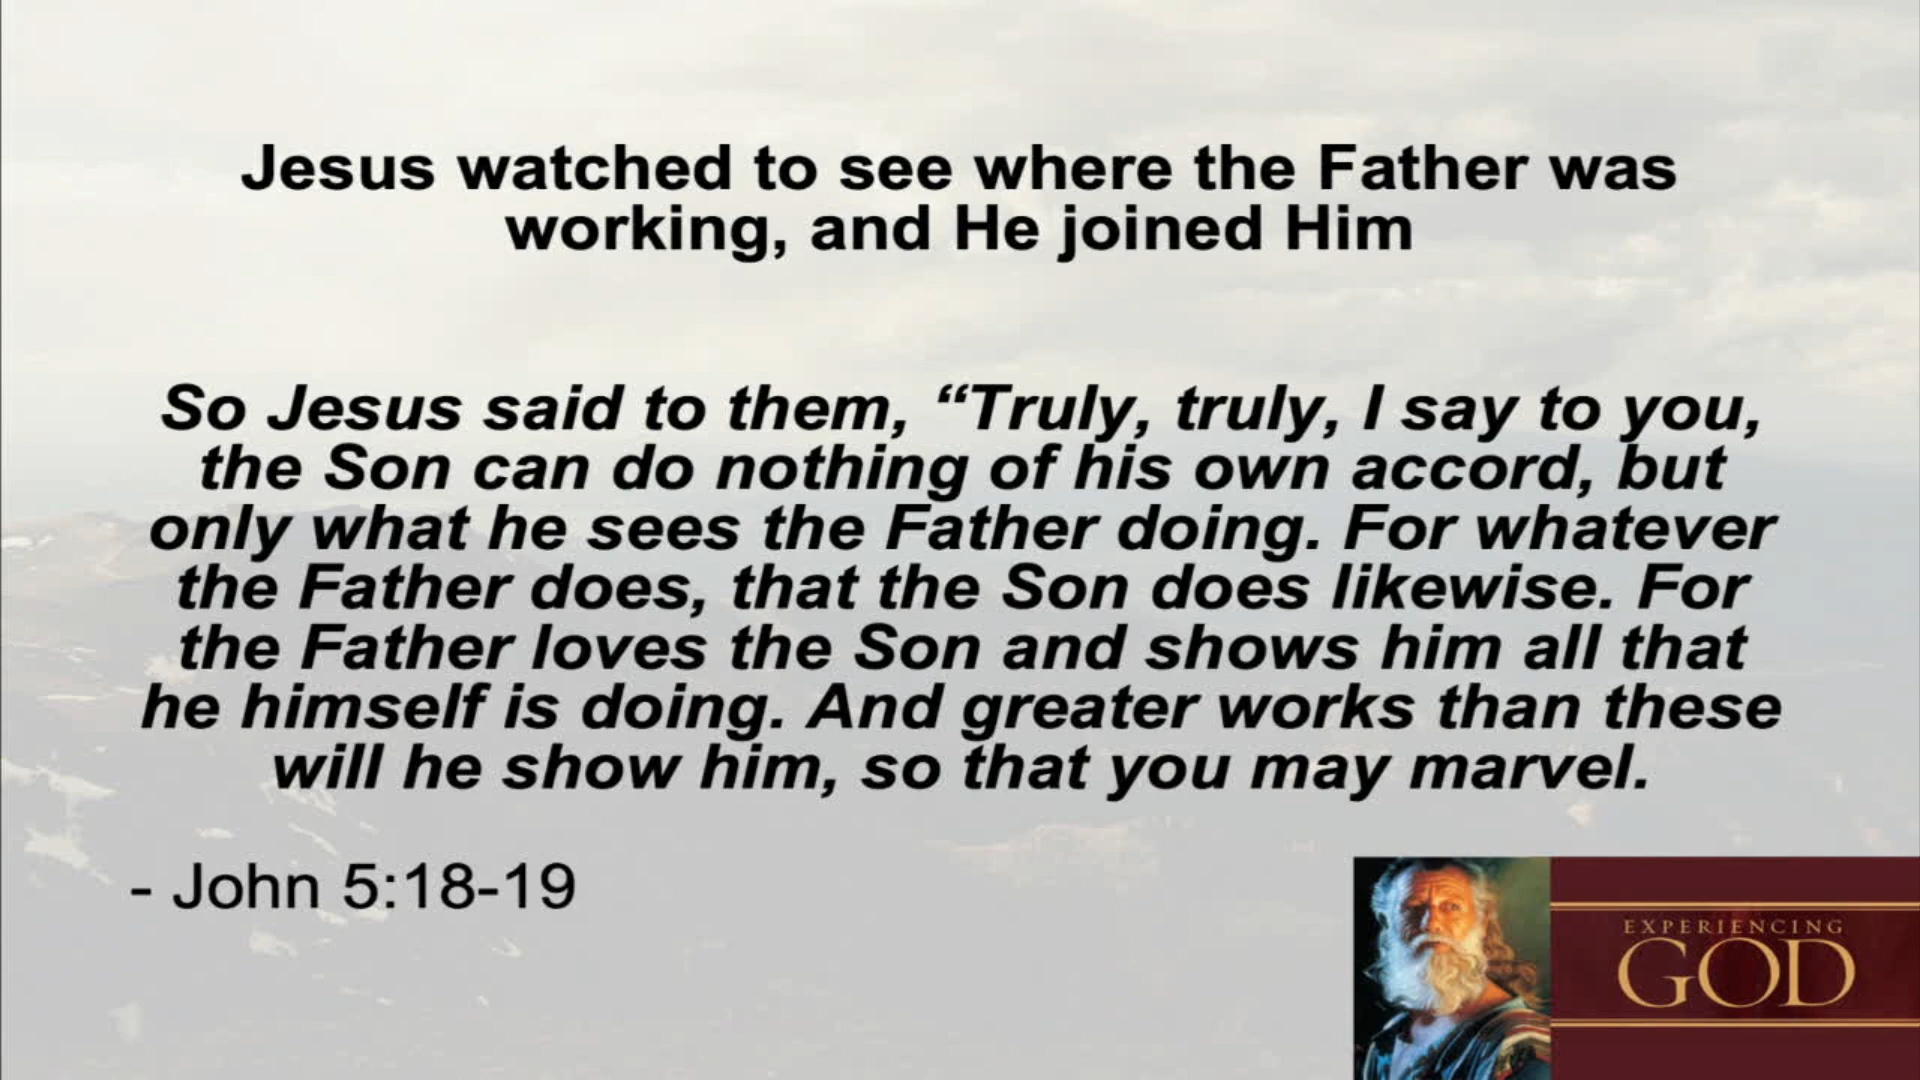 Jesus watched to see where the Father was
working, and He joined Him
So Jesus said to them, “Truly, truly, I say to you,
the Son can do nothing of his own accord, but
only what he sees the Father doing. For whatever
the Father does, that the Son does likewise. For
the Father loves the Son and shows him all that
he himself is doing. And greater works than these
will he show him, so that you may marvel.
- John 5:18-19
EXPERIENCING
GOD